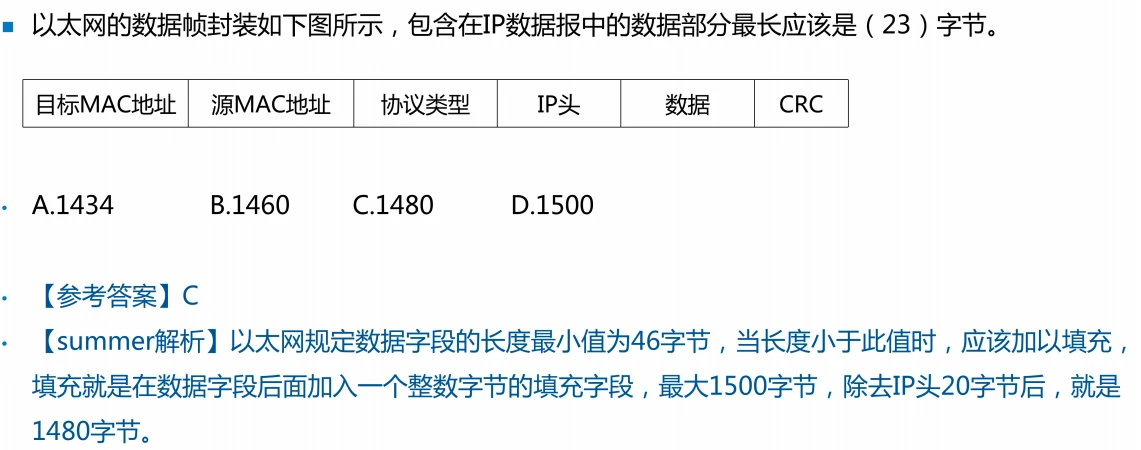 以太网的数据帧封装如下图所示，包含在IP数据报中的数据部分最长应该是（23）字节。
目标MAC地址 源MAC地址 协议类型 IP头 数据 CRC
A.1434 B.1460 C.1480 D.1500
【参考答案】C
【summer解析】以太网规定数据字段的长度最小值为46字节，当长度小于此值时，应该加以填充，
填充就是在数据字段后面加入一个整数字节的填充字段，最大1500字节，除去IP头20字节后，就是
1480字节。